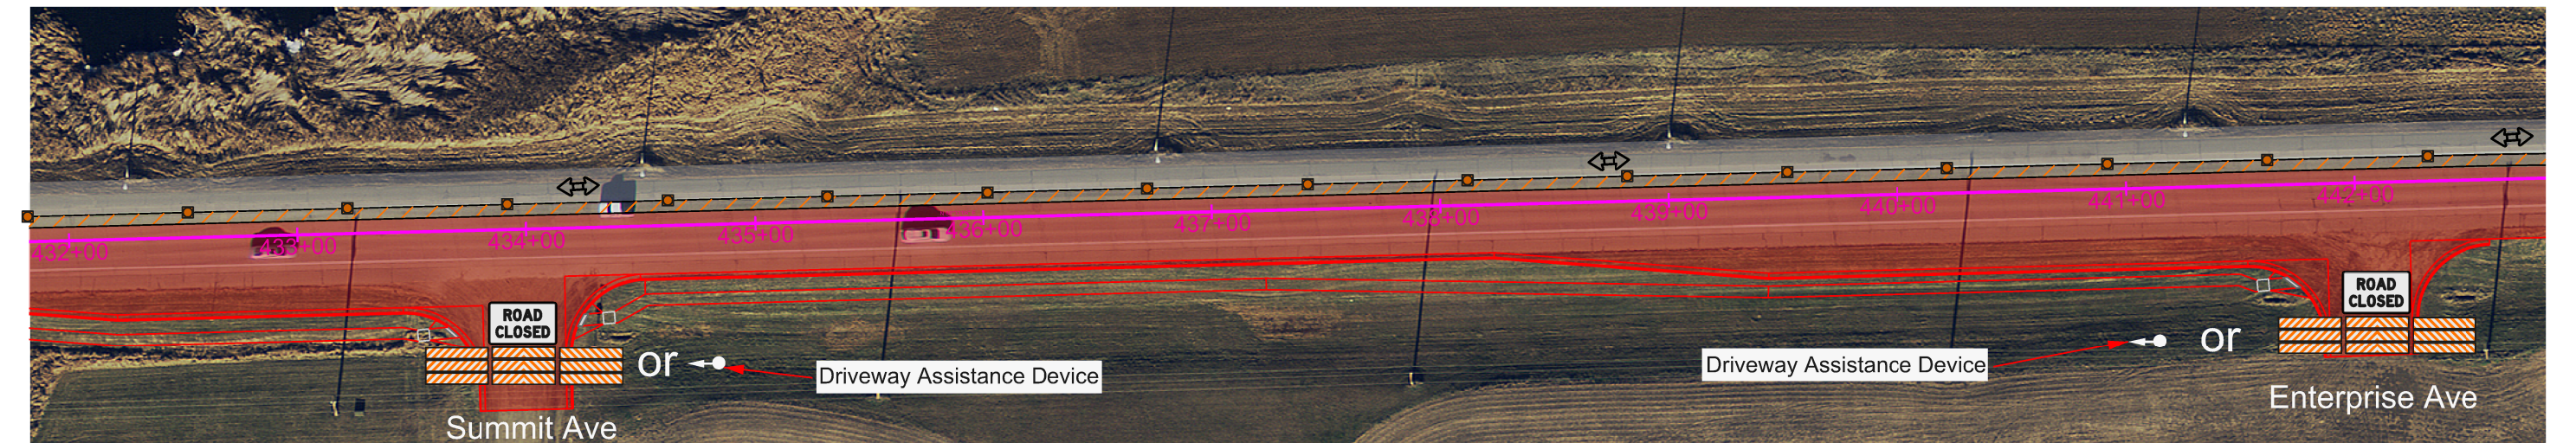 432+00
433+00
434+00
435+00
436+00
437+00
438+00
439+00
440+00
441+00
442+00
ROAD
CLOSED
or
Driveway Assistance Device
Summit Ave
Driveway Assistance Device
or
ROAD
CLOSED
Enterprise Ave